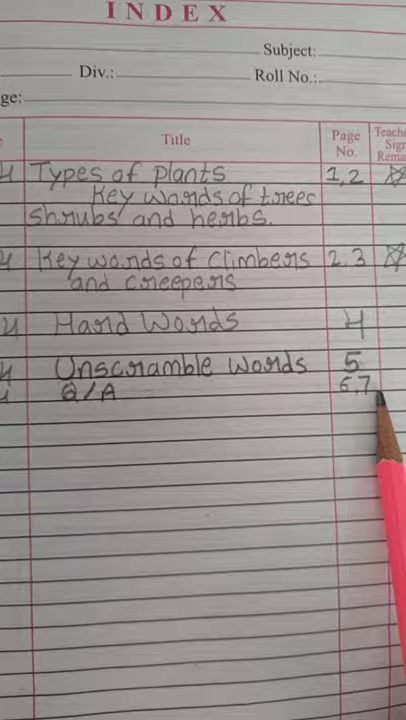 INDEX
Subject:
Div.: Roll No.:
ge:
Title Page No. Teache Sign Rema
4 Types of plants 1,2
Key words of trees
shrubs and herbs.
4 Key words of climbers 2,3
and creepers
4 Hard Words 4
4 Unscramble Words 5
4 Q/A 6,7